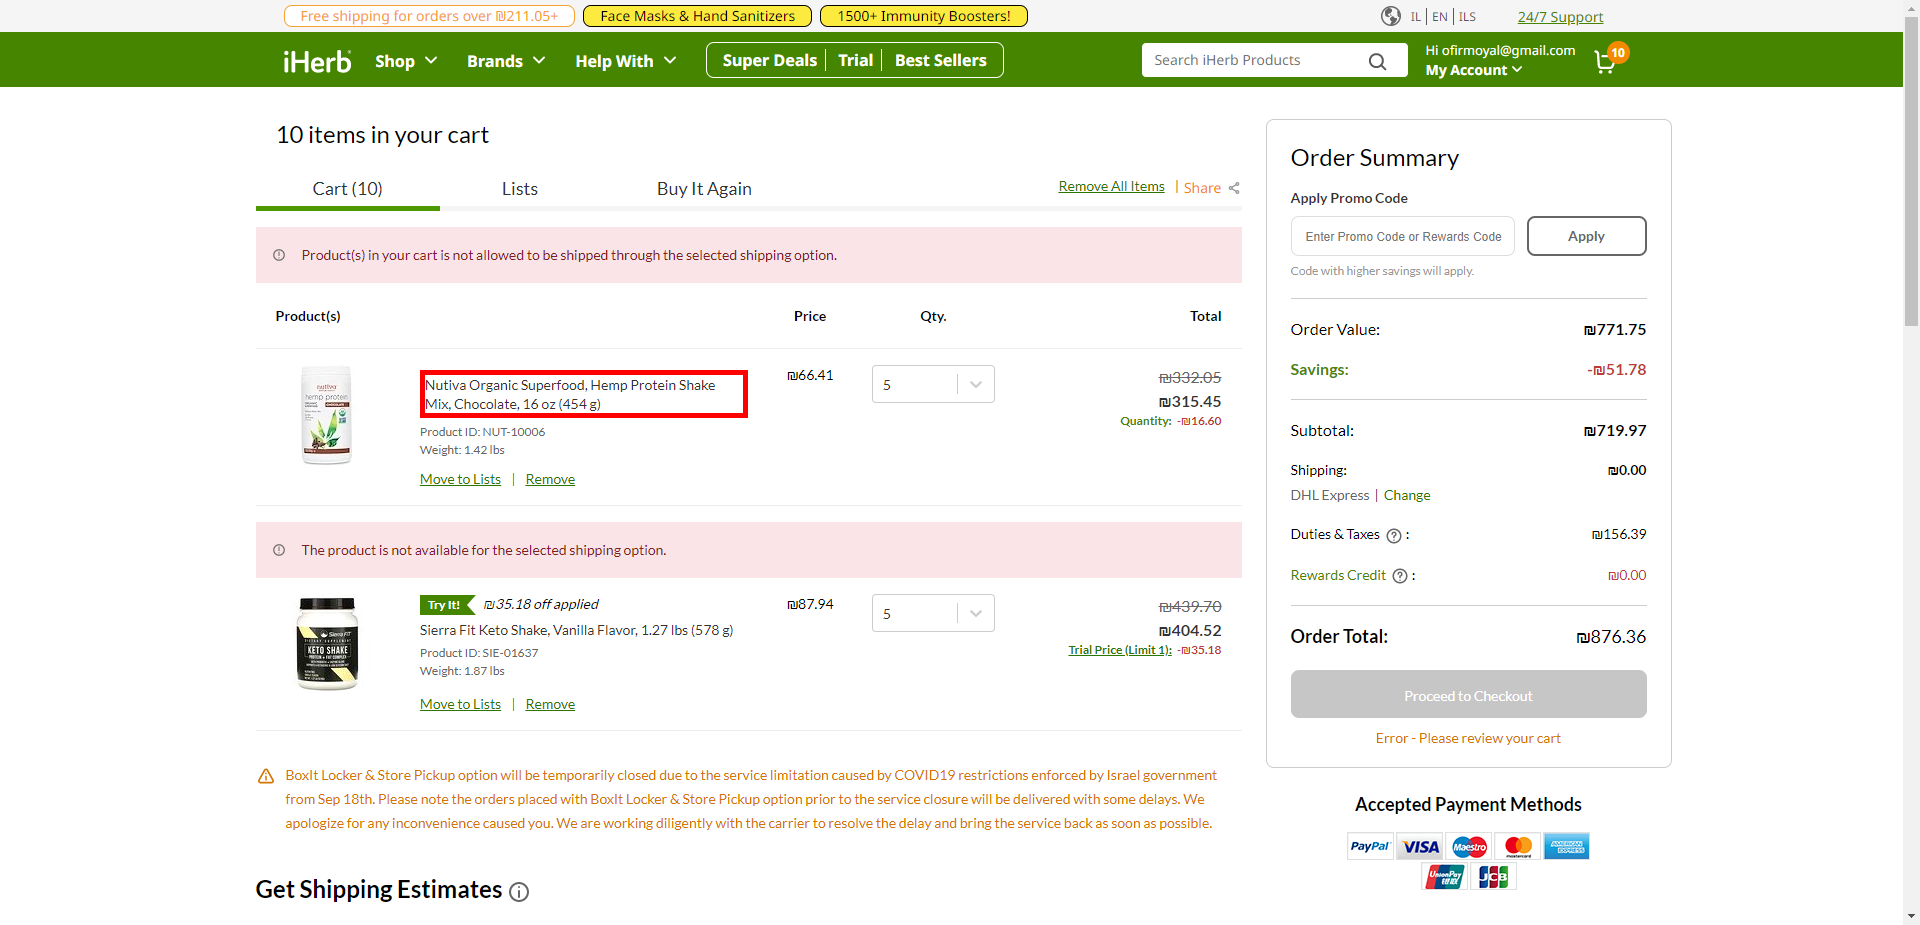 Free shipping for orders over ₪211.05+
Face Masks & Hand Sanitizers
1500+ Immunity Boosters!
IL | EN | ILS
24/7 Support
iHerb
Shop
Brands
Help With
Super Deals
Trial
Best Sellers
Search iHerb Products
Hi ofirmoyal@gmail.com
My Account
10
10 items in your cart
Cart (10)
Lists
Buy It Again
Remove All Items | Share
Product(s) in your cart is not allowed to be shipped through the selected shipping option.
Product(s) Price Qty. Total
nutiva
hemp protein
Nutiva Organic Superfood, Hemp Protein Shake
Mix, Chocolate, 16 oz (454 g)
Product ID: NUT-10006
Weight: 1.42 lbs
Move to Lists | Remove
₪66.41
5
₪332.05
₪315.45
Quantity: -₪16.60
The product is not available for the selected shipping option.
Sierra FIT
KETO SHAKE
Try It! ₪35.18 off applied
Sierra Fit Keto Shake, Vanilla Flavor, 1.27 lbs (578 g)
Product ID: SIE-01637
Weight: 1.87 lbs
Move to Lists | Remove
₪87.94
5
₪439.70
₪404.52
Trial Price (Limit 1): -₪35.18
BoxIt Locker & Store Pickup option will be temporarily closed due to the service limitation caused by COVID19 restrictions enforced by Israel government
from Sep 18th. Please note the orders placed with BoxIt Locker & Store Pickup option prior to the service closure will be delivered with some delays. We
apologize for any inconvenience caused you. We are working diligently with the carrier to resolve the delay and bring the service back as soon as possible.
Get Shipping Estimates
Order Summary
Apply Promo Code
Enter Promo Code or Rewards Code
Apply
Code with higher savings will apply.
Order Value: ₪771.75
Savings: -₪51.78
Subtotal: ₪719.97
Shipping: ₪0.00
DHL Express | Change
Duties & Taxes ? : ₪156.39
Rewards Credit ? : ₪0.00
Order Total: ₪876.36
Proceed to Checkout
Error - Please review your cart
Accepted Payment Methods
PayPal VISA Maestro mastercard AMERICAN EXPRESS
UnionPay JCB